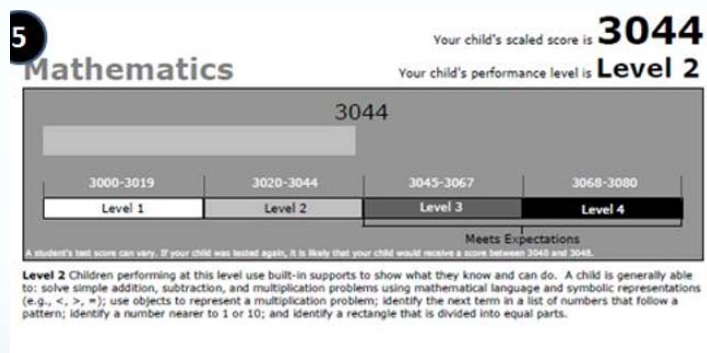 5
Mathematics
Your child's scaled score is 3044
Your child's performance level is Level 2
3044
3000-3019 3020-3044 3045-3067 3068-3080
Level 1 Level 2 Level 3 Level 4
Meets Expectations
A student's test score can vary. If your child was tested again, it is likely that your child would receive a score between 3040 and 3048.
Level 2 Children performing at this level use built-in supports to show what they know and can do. A child is generally able
to: solve simple addition, subtraction, and multiplication problems using mathematical language and symbolic representations
(e.g., <, >, =); use objects to represent a multiplication problem; identify the next term in a list of numbers that follow a
pattern; identify a number nearer to 1 or 10; and identify a rectangle that is divided into equal parts.